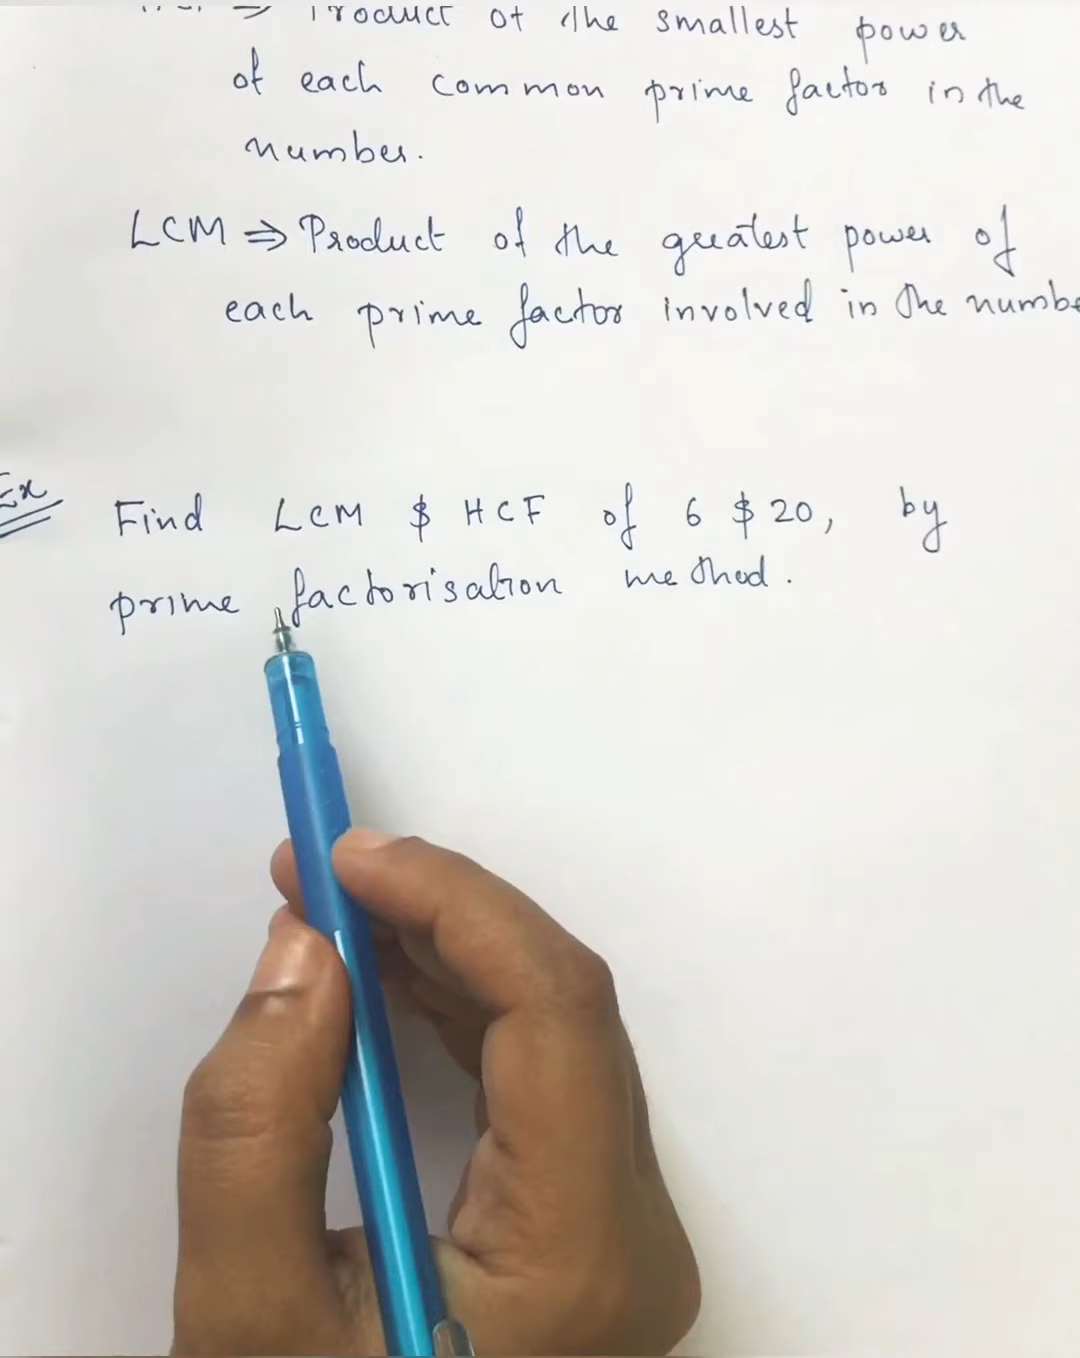 ⇒ Product of the smallest power
of each common prime factor in the
number.
LCM ⇒ Product of the greatest power of
each prime factor involved in the numbe
Ex Find LCM $ HCF of 6 $ 20, by
prime factorisation method.